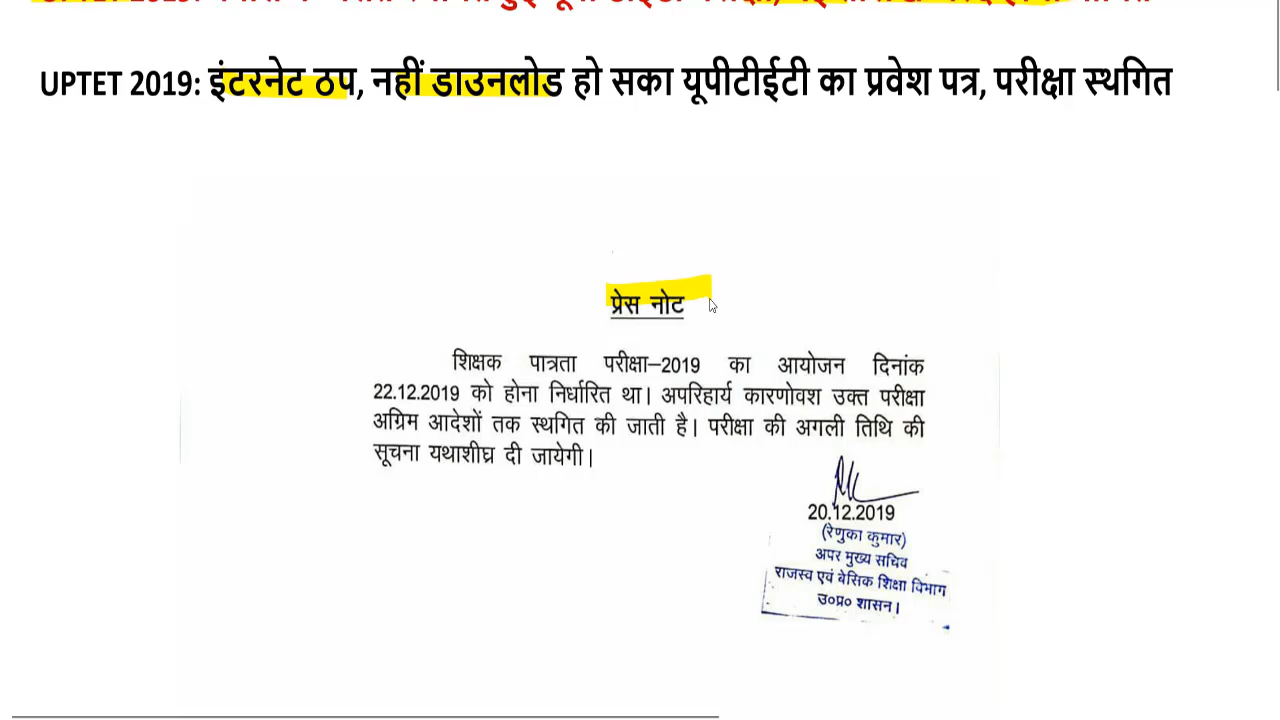 UPTET 2019: इंटरनेट ठप, नहीं डाउनलोड हो सका यूपीटीईटी का प्रवेश पत्र, परीक्षा स्थगित
प्रेस नोट
शिक्षक पात्रता परीक्षा–2019 का आयोजन दिनांक
22.12.2019 को होना निर्धारित था। अपरिहार्य कारणोवश उक्त परीक्षा
अग्रिम आदेशों तक स्थगित की जाती है। परीक्षा की अगली तिथि की
सूचना यथाशीघ्र दी जायेगी।
20.12.2019
(रेणुका कुमार)
अपर मुख्य सचिव
राजस्व एवं बेसिक शिक्षा विभाग
उ०प्र० शासन।